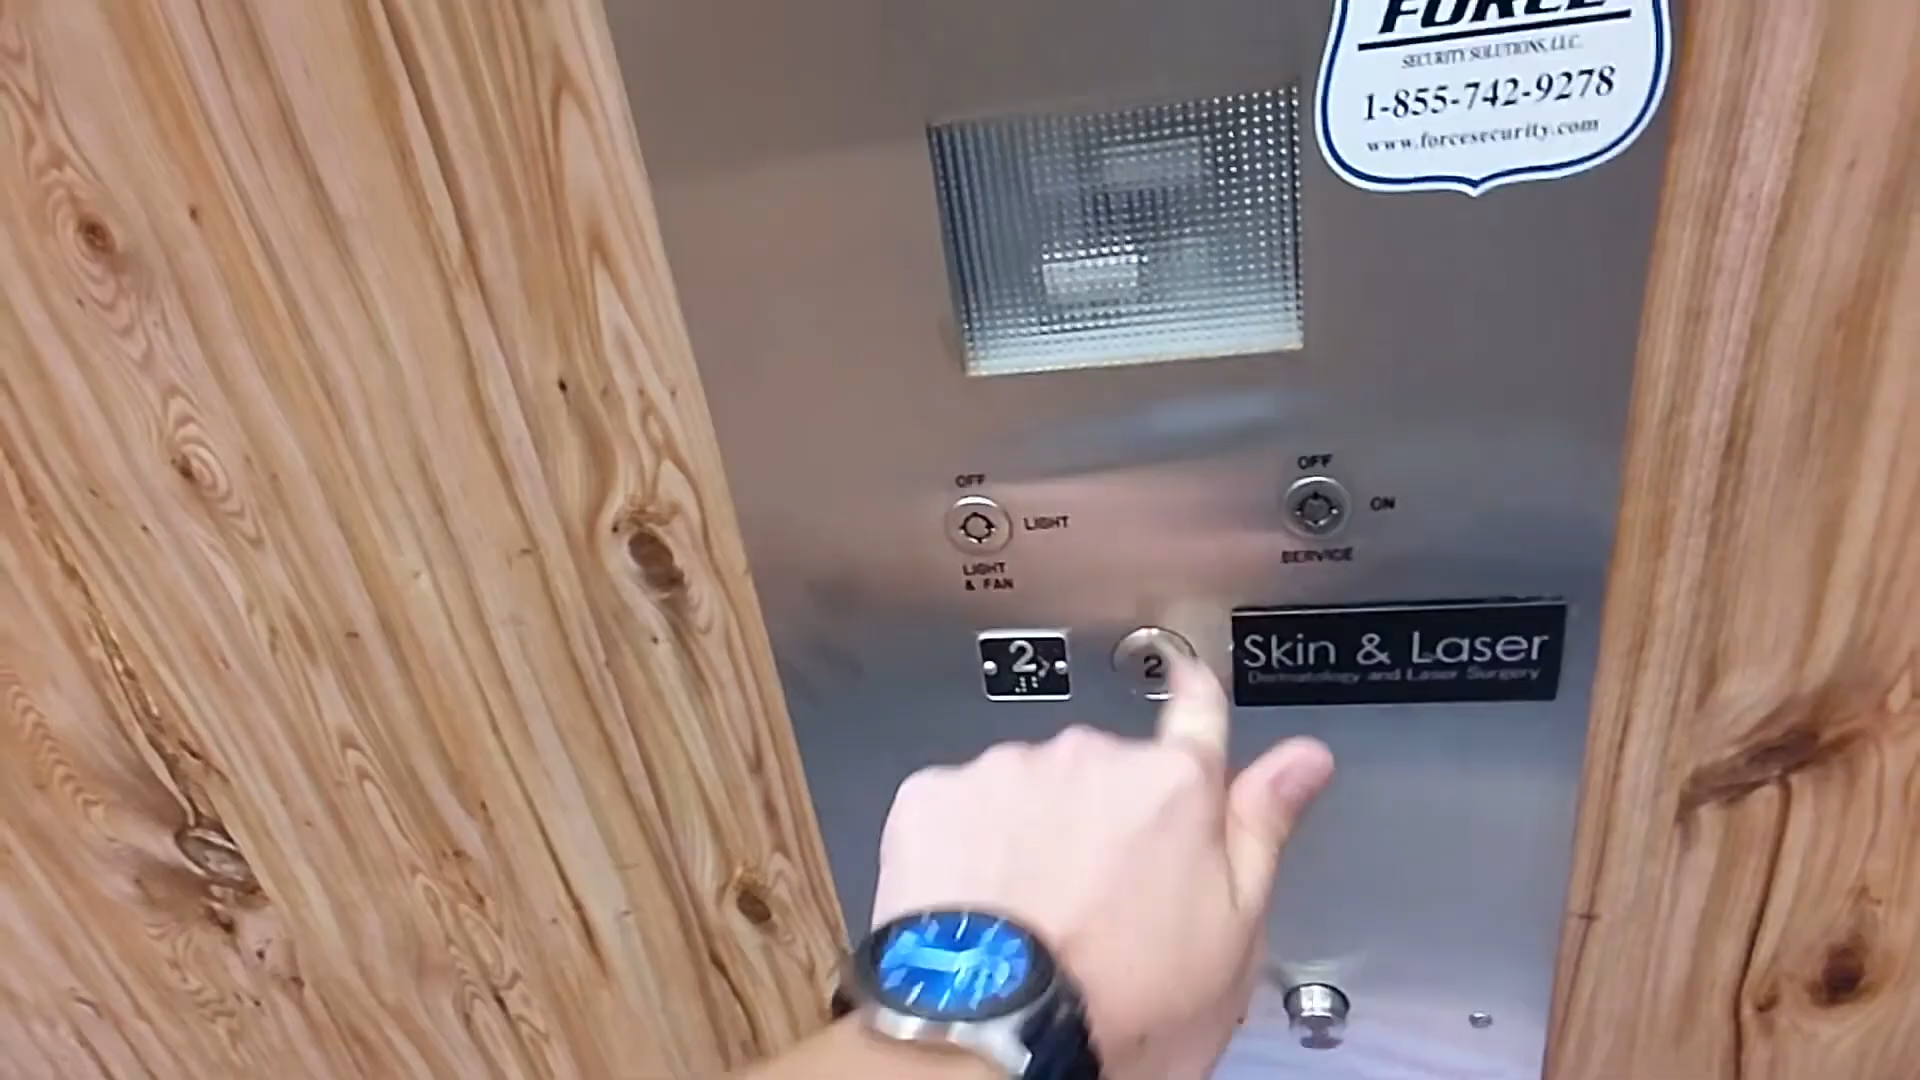 FORCE
SECURITY SOLUTIONS, LLC.
1-855-742-9278
www.forcesecurity.com
OFF
LIGHT
LIGHT
& FAN
OFF
ON
SERVICE
2
2
Skin & Laser
Dermatology and Laser Surgery